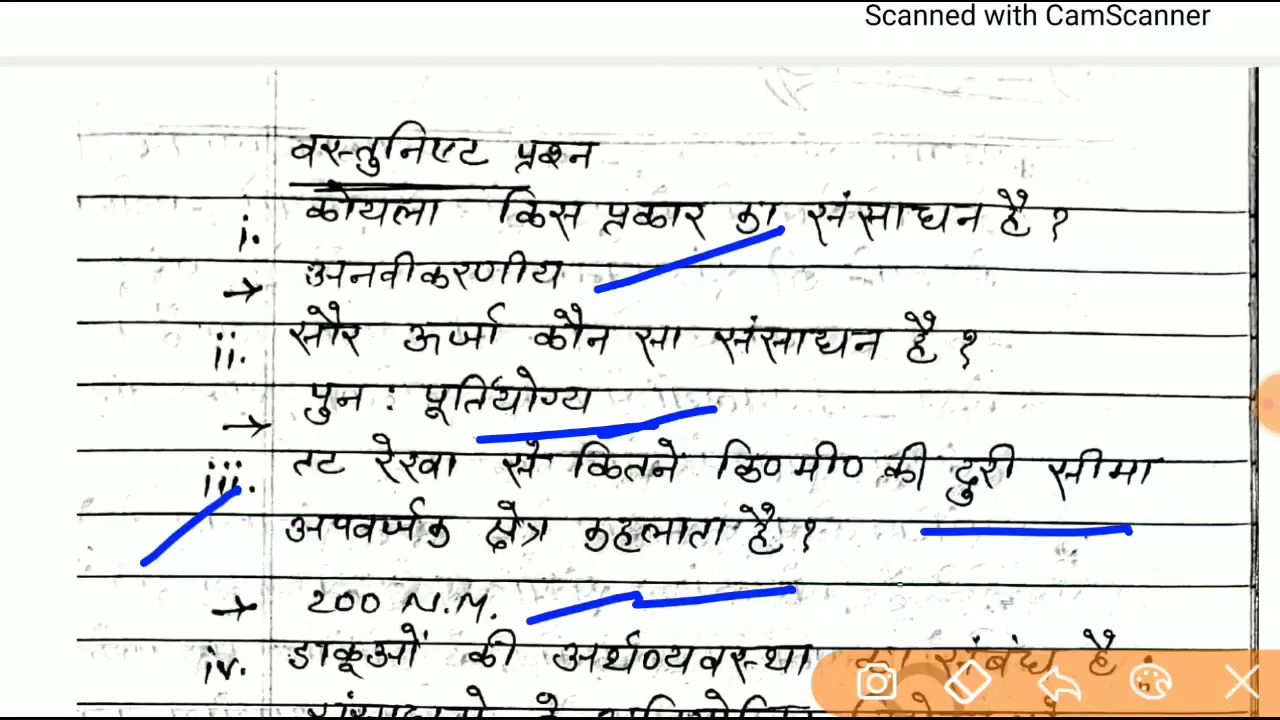 Scanned with CamScanner
वस्तुनिष्ट प्रश्न
i. कोयला किस प्रकार का संसाधन है?
→ अनवीकरणीय
ii. सौर ऊर्जा कौन सा संसाधन है?
→ पुन: पूर्तियोग्य
iii. तट रेखा से कितने कि०मी० की दुरी सीमा
अपवर्जक क्षेत्र कहलाता है?
→ 200 N.M.
iv. डाकूओं की अर्थव्यवस्था का संबंध है :